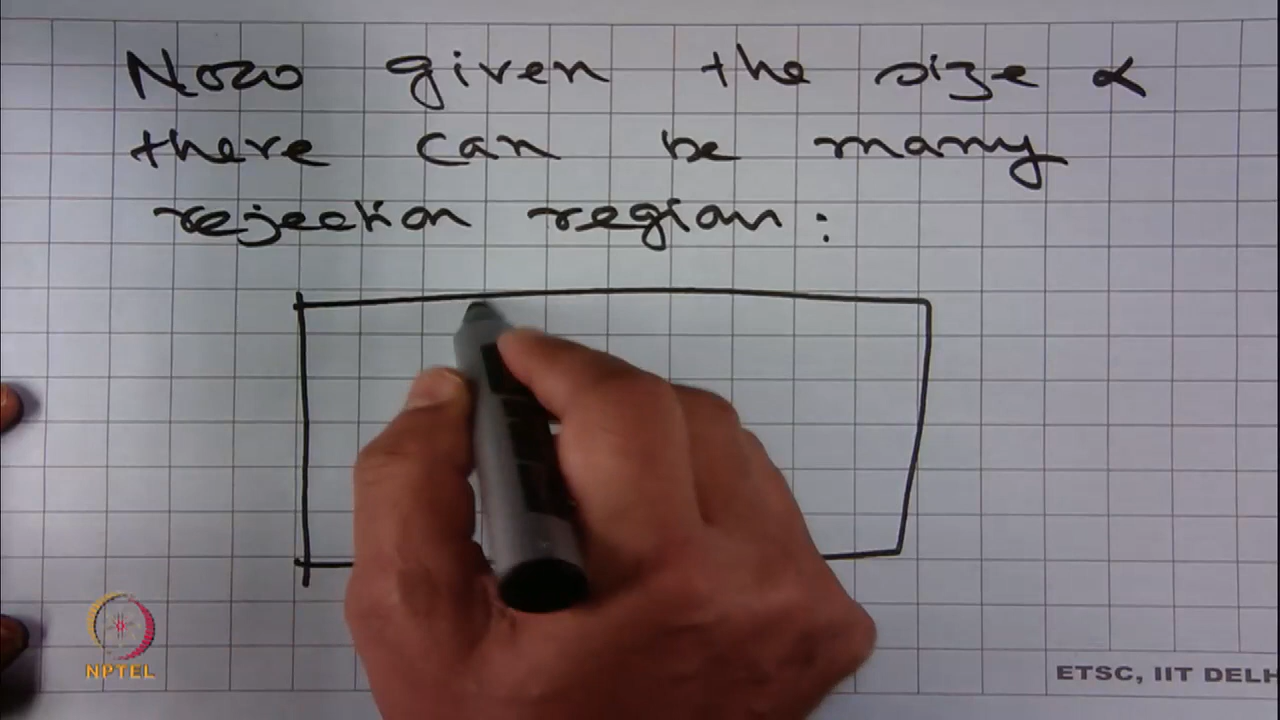 Now given the size α
there can be many
rejection region :
NPTEL
ETSC, IIT DELH